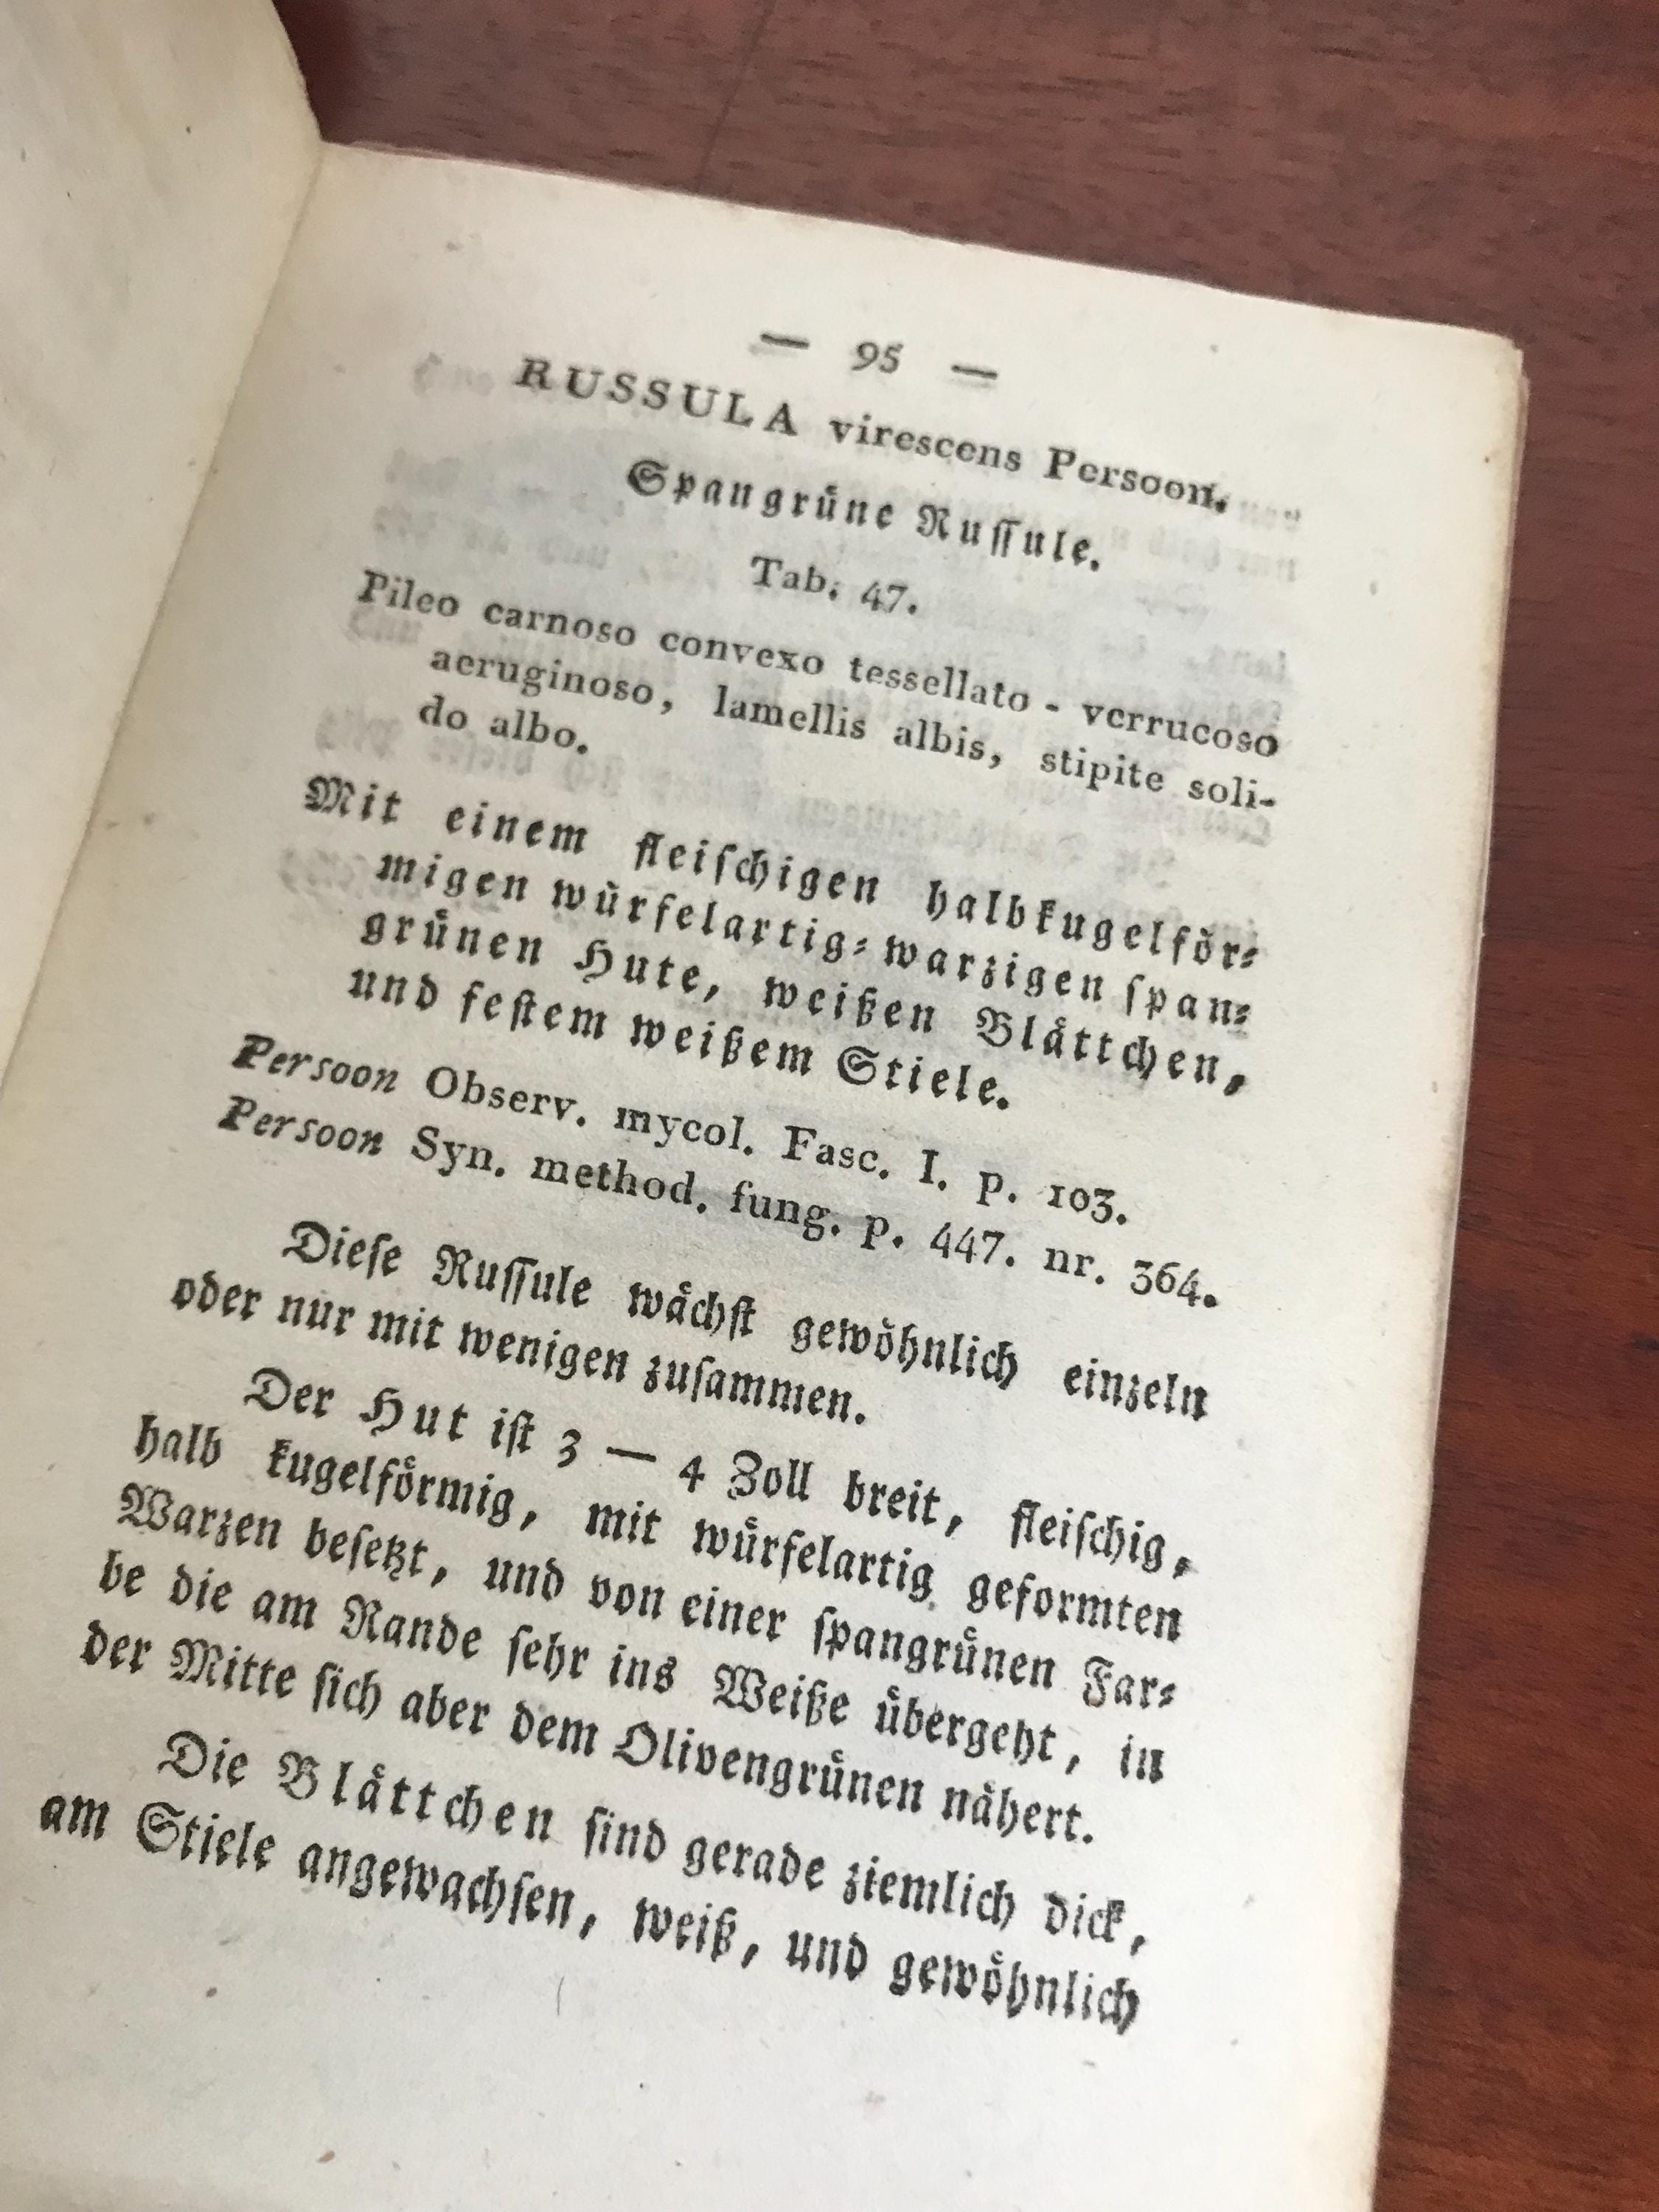 — 95 —
RUSSULA virescens Persoon.
Spangrüne Russule.
Tab. 47.
Pileo carnoso convexo tessellato - verrucoso
aeruginoso, lamellis albis, stipite soli-
do albo.
Mit einem fleiſchigen halbkugelför-
migen würfelartig-warzigen ſpan-
grünen Hute, weißen Blättchen,
und feſtem weißem Stiele.
Persoon Observ. mycol. Fasc. I. p. 103.
Persoon Syn. method. fung. p. 447. nr. 364.
Dieſe Ruſſule wächſt gewöhnlich einzeln
oder nur mit wenigen zuſammen.
Der Hut iſt 3 — 4 Zoll breit, fleiſchig,
halb kugelförmig, mit würfelartig geformten
Warzen beſetzt, und von einer ſpangrünen Far-
be die am Rande ſehr ins Weiße übergeht, in
der Mitte ſich aber dem Olivengrünen nähert.
Die Blättchen ſind gerade ziemlich dick,
am Stiele angewachſen, weiß, und gewöhnlich